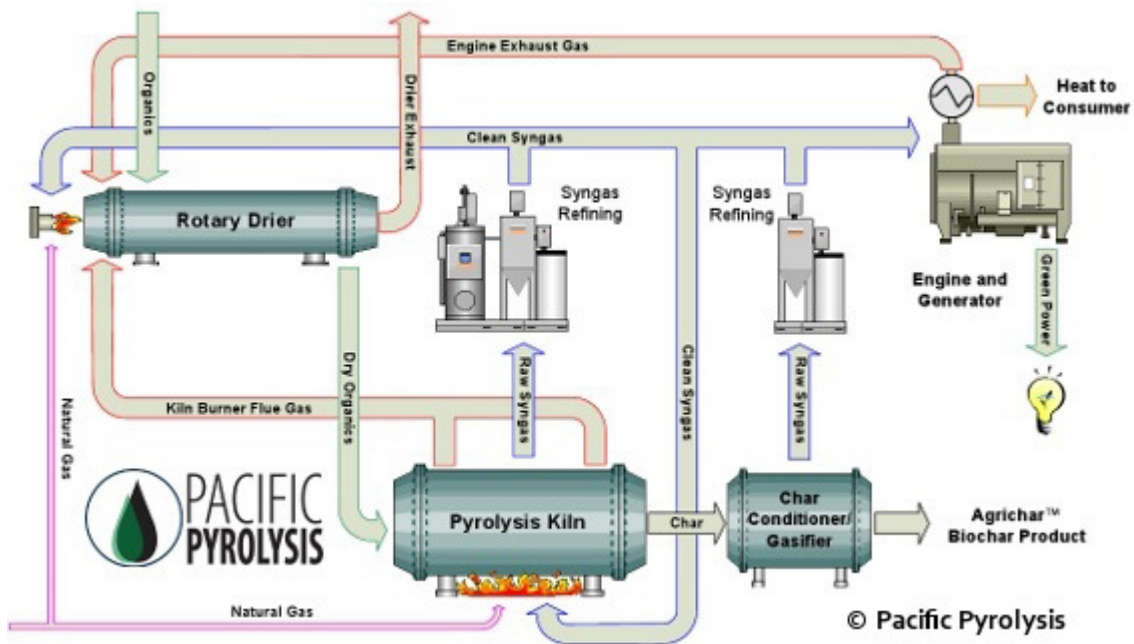 Engine Exhaust Gas
Organics
Drier Exhaust
Heat to
Consumer
Clean Syngas
Syngas
Refining
Syngas
Refining
Rotary Drier
Engine and
Generator
Green Power
Dry Organics
Raw Syngas
Clean Syngas
Raw Syngas
Kiln Burner Flue Gas
Natural Gas
PACIFIC
PYROLYSIS
Pyrolysis Kiln
Char
Char
Conditioner/
Gasifier
Agrichar™
Biochar Product
Natural Gas
© Pacific Pyrolysis